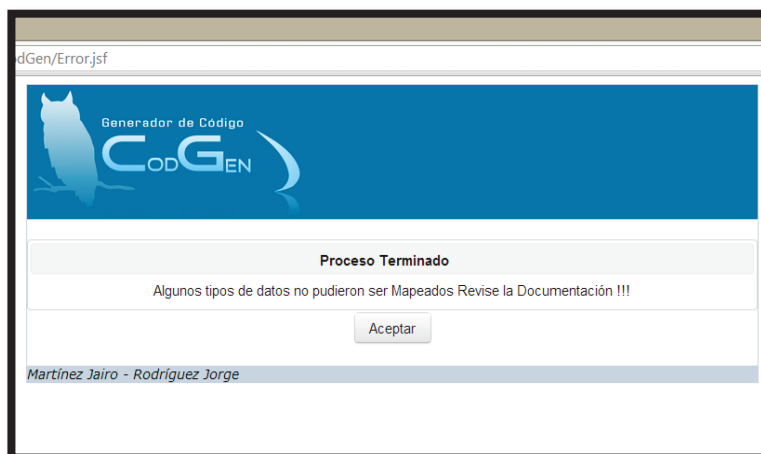 dGen/Error.jsf
Generador de Código
CodGen
Proceso Terminado
Algunos tipos de datos no pudieron ser Mapeados Revise la Documentación !!!
Aceptar
Martínez Jairo - Rodríguez Jorge